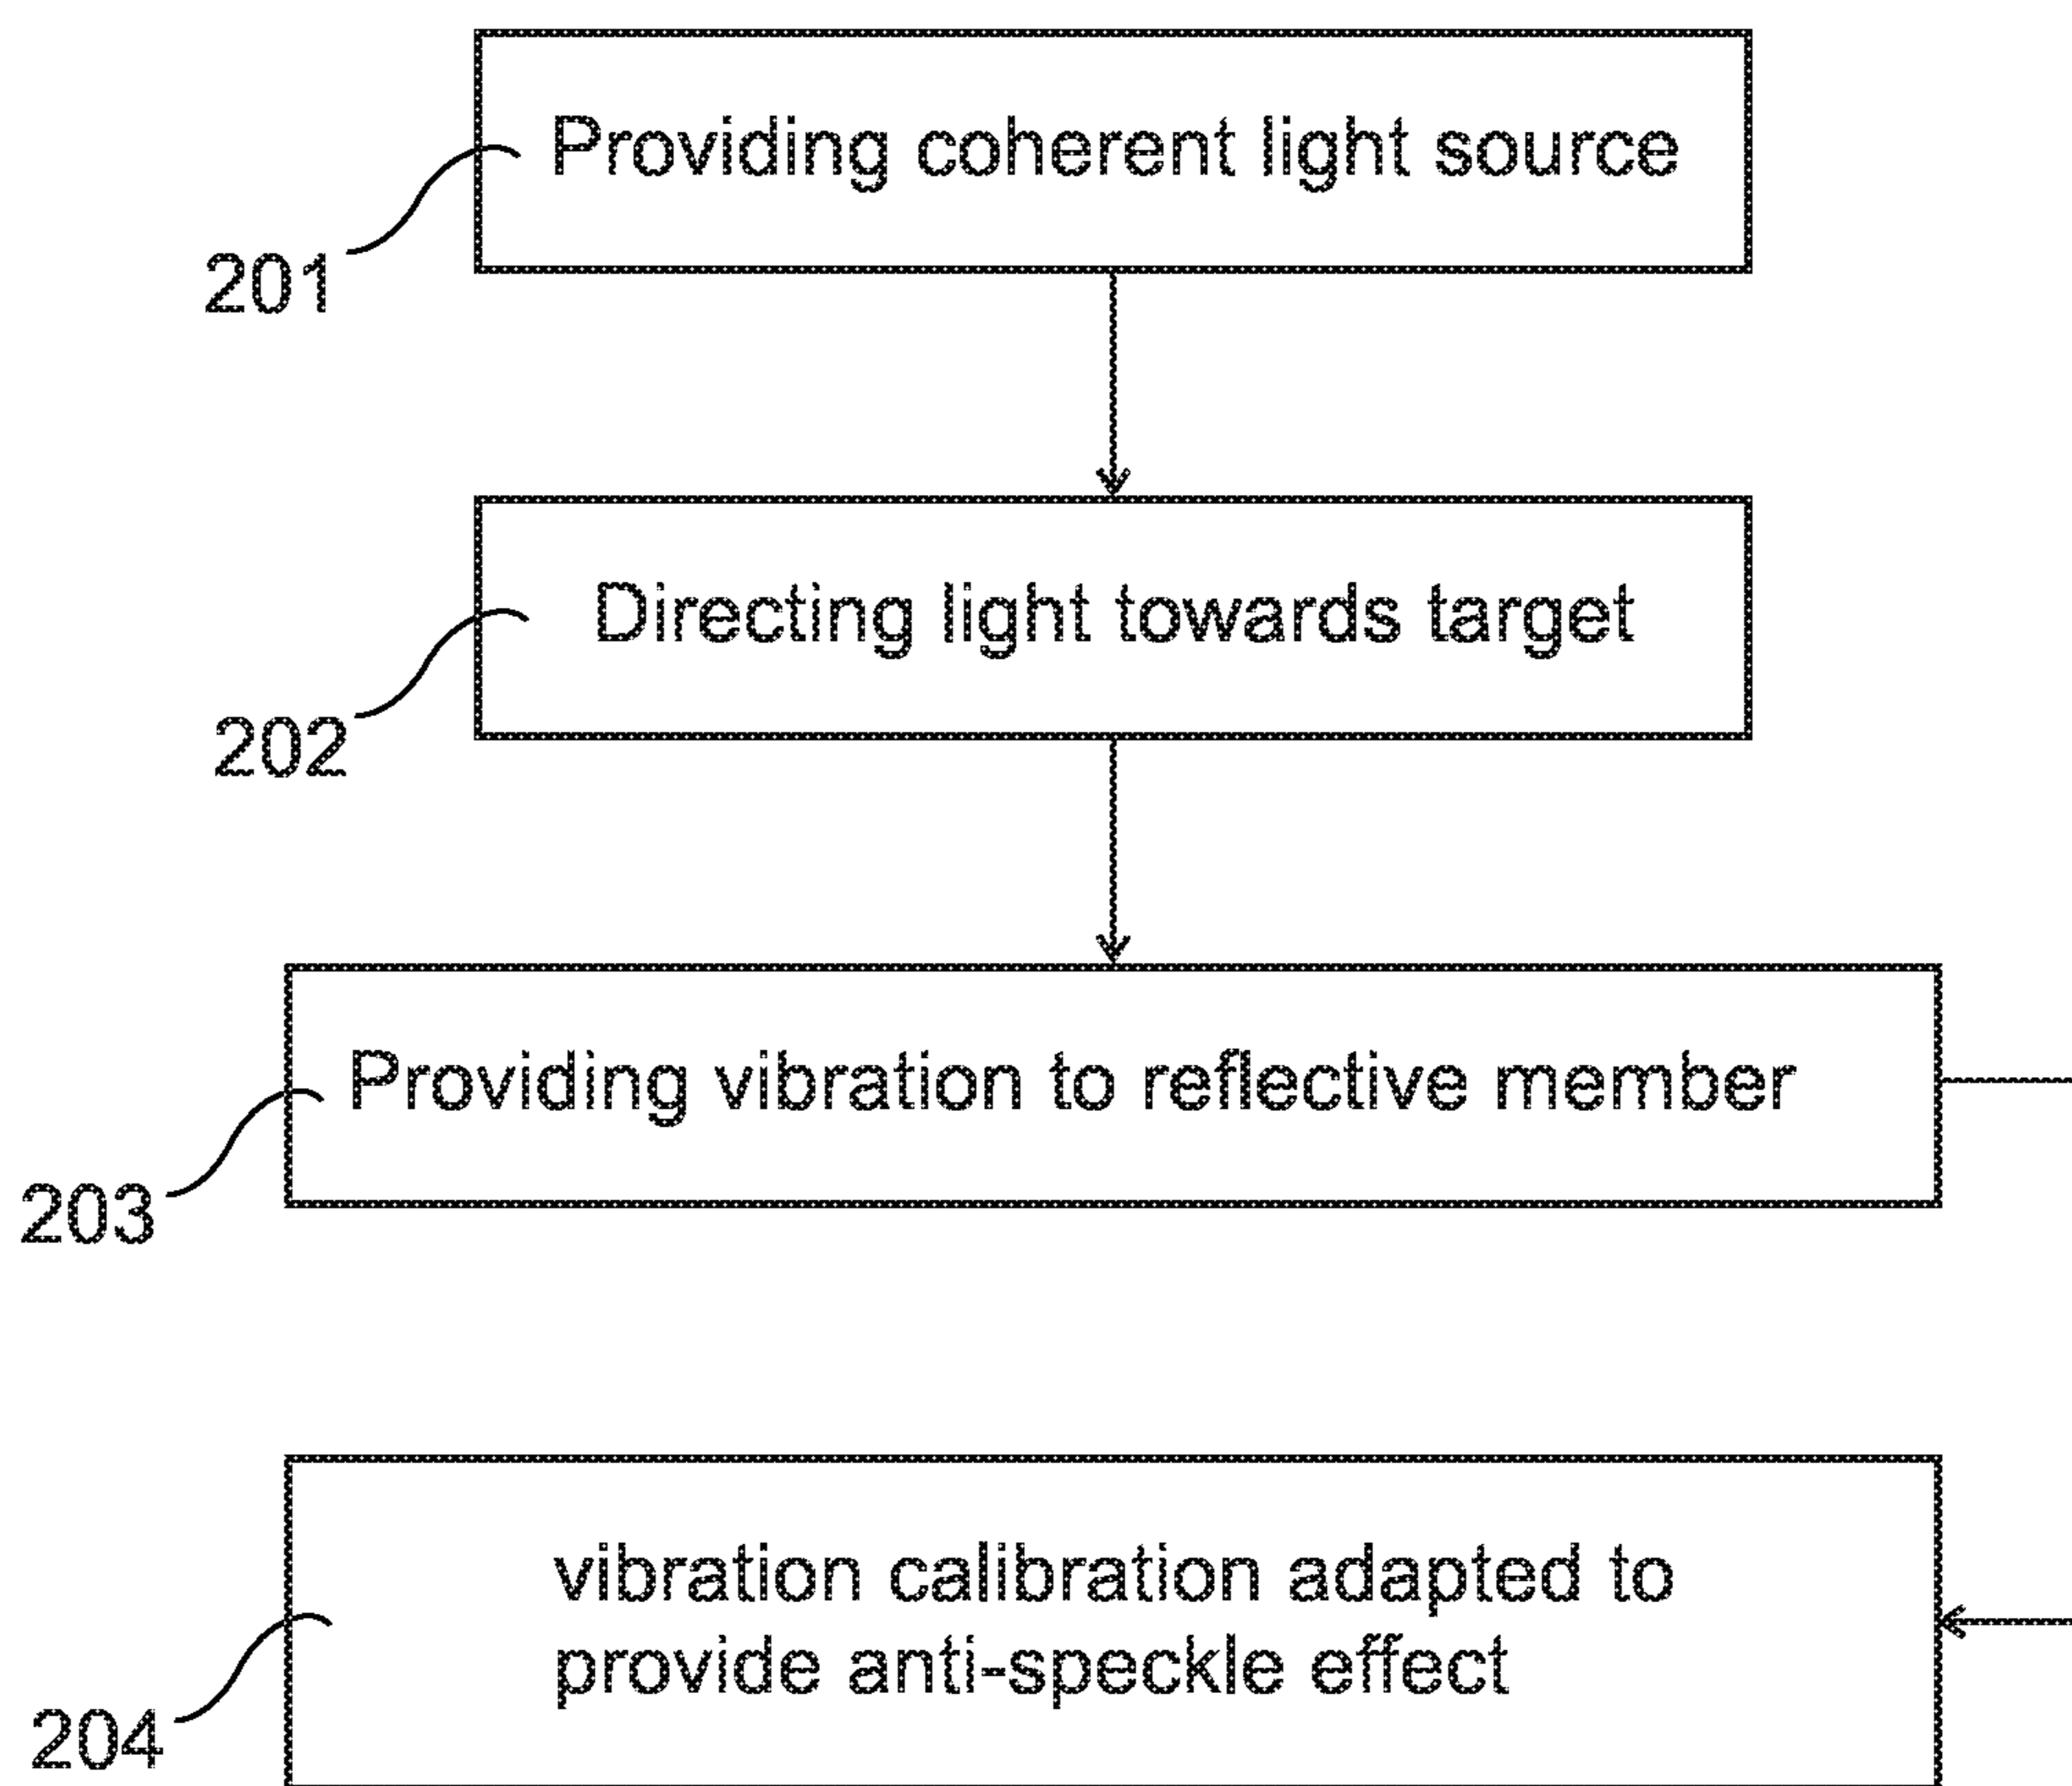 Providing coherent light source
201
Directing light towards target
202
Providing vibration to reflective member
203
vibration calibration adapted to
provide anti-speckle effect
204